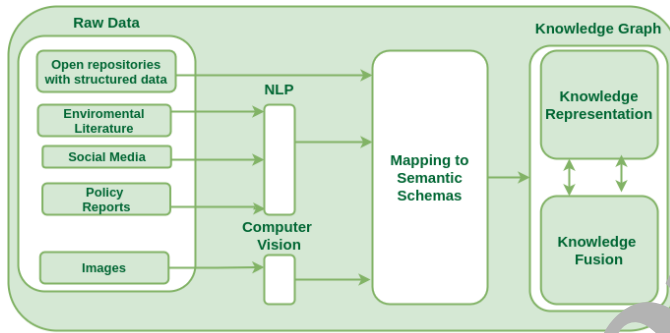 Raw Data
Open repositories
with structured data
Enviromental
Literature
Social Media
Policy
Reports
Images
NLP
Computer
Vision
Mapping to
Semantic
Schemas
Knowledge Graph
Knowledge
Representation
Knowledge
Fusion